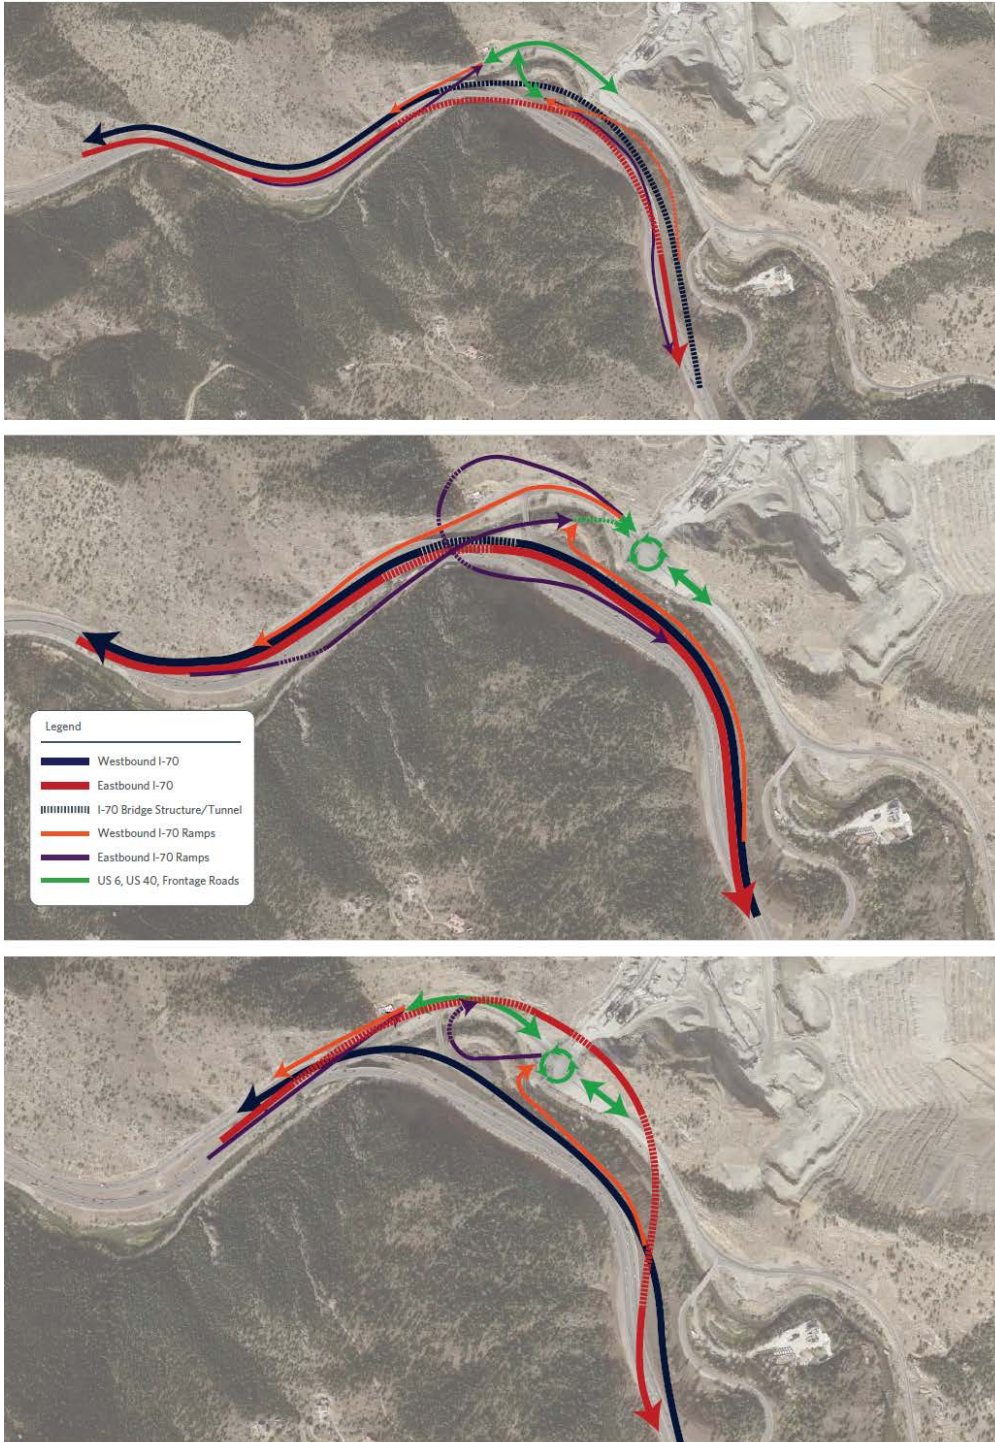 Legend
Westbound I-70
Eastbound I-70
I-70 Bridge Structure/Tunnel
Westbound I-70 Ramps
Eastbound I-70 Ramps
US 6, US 40, Frontage Roads